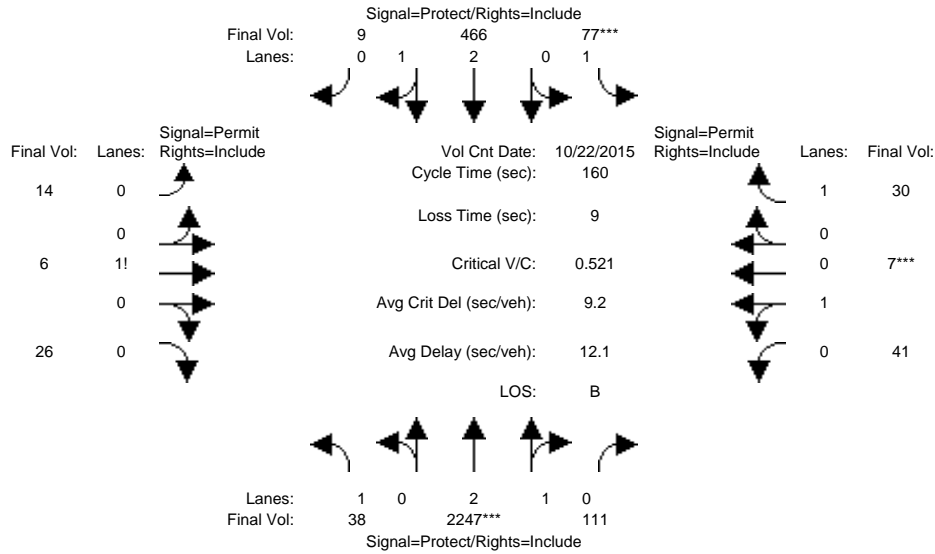 Signal=Protect/Rights=Include
Final Vol: 9 466 77***
Lanes: 0 1 2 0 1
Signal=Permit Signal=Permit
Final Vol: Lanes: Rights=Include Vol Cnt Date: 10/22/2015 Rights=Include Lanes: Final Vol:
Cycle Time (sec): 160
14 0 1 30
Loss Time (sec): 9
0 0
6 1! Critical V/C: 0.521 0 7***
0 Avg Crit Del (sec/veh): 9.2 1
26 0 Avg Delay (sec/veh): 12.1 0 41
LOS: B
Lanes: 1 0 2 1 0
Final Vol: 38 2247*** 111
Signal=Protect/Rights=Include